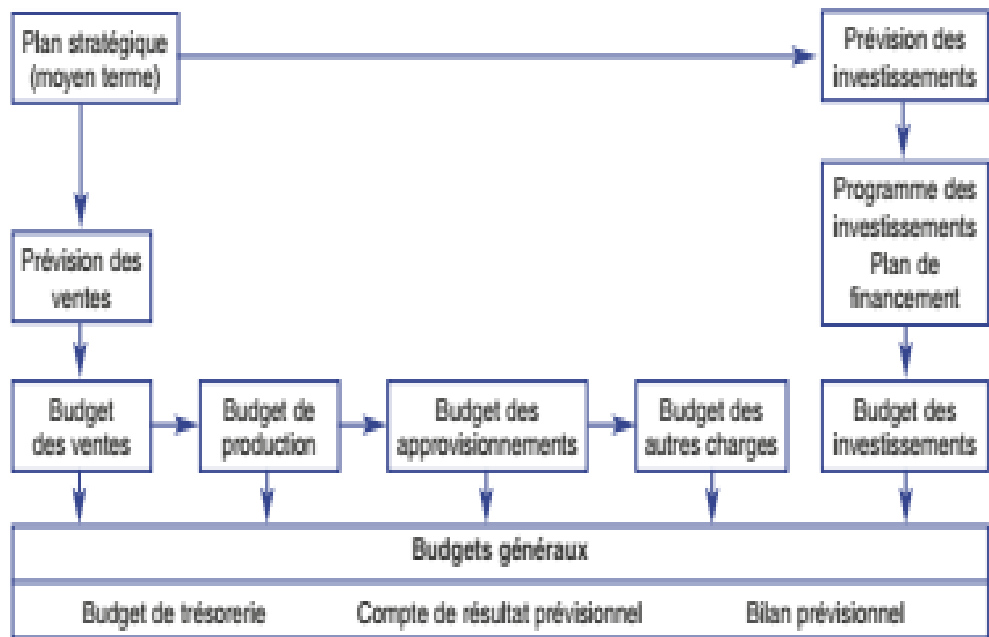 Plan stratégique
(moyen terme)
Prévision des
investissements
Programme des
investissements
Plan de
financement
Prévision des
ventes
Budget
des ventes
Budget de
production
Budget des
approvisionnements
Budget des
autres charges
Budget des
investissements
Budgets généraux
Budget de trésorerie
Compte de résultat prévisionnel
Bilan prévisionnel